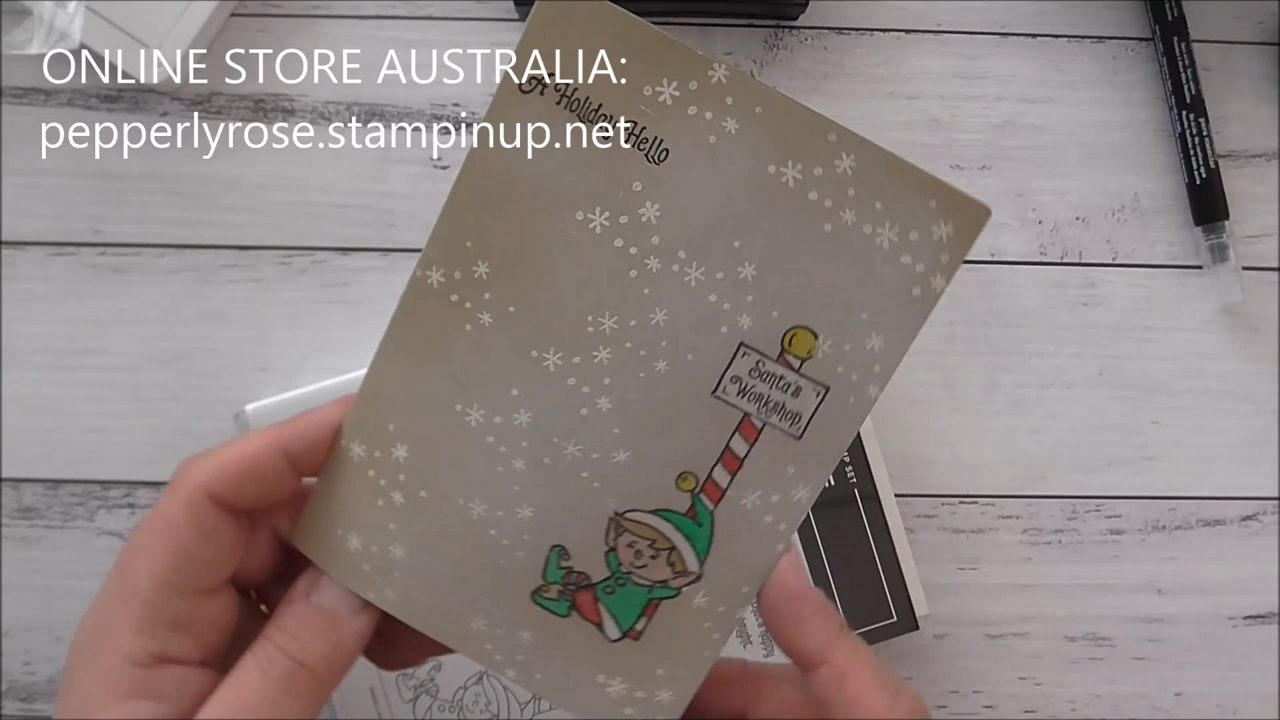 ONLINE STORE AUSTRALIA:
pepperlyrose.stampinup.net
A Holiday Hello
Santa's
Workshop